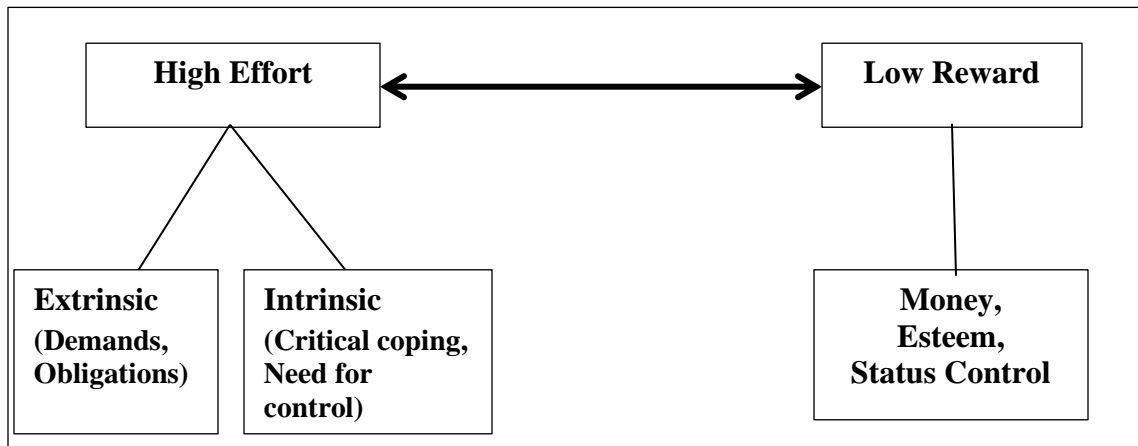 High Effort
Low Reward
Extrinsic
(Demands,
Obligations)
Intrinsic
(Critical coping,
Need for
control)
Money,
Esteem,
Status Control